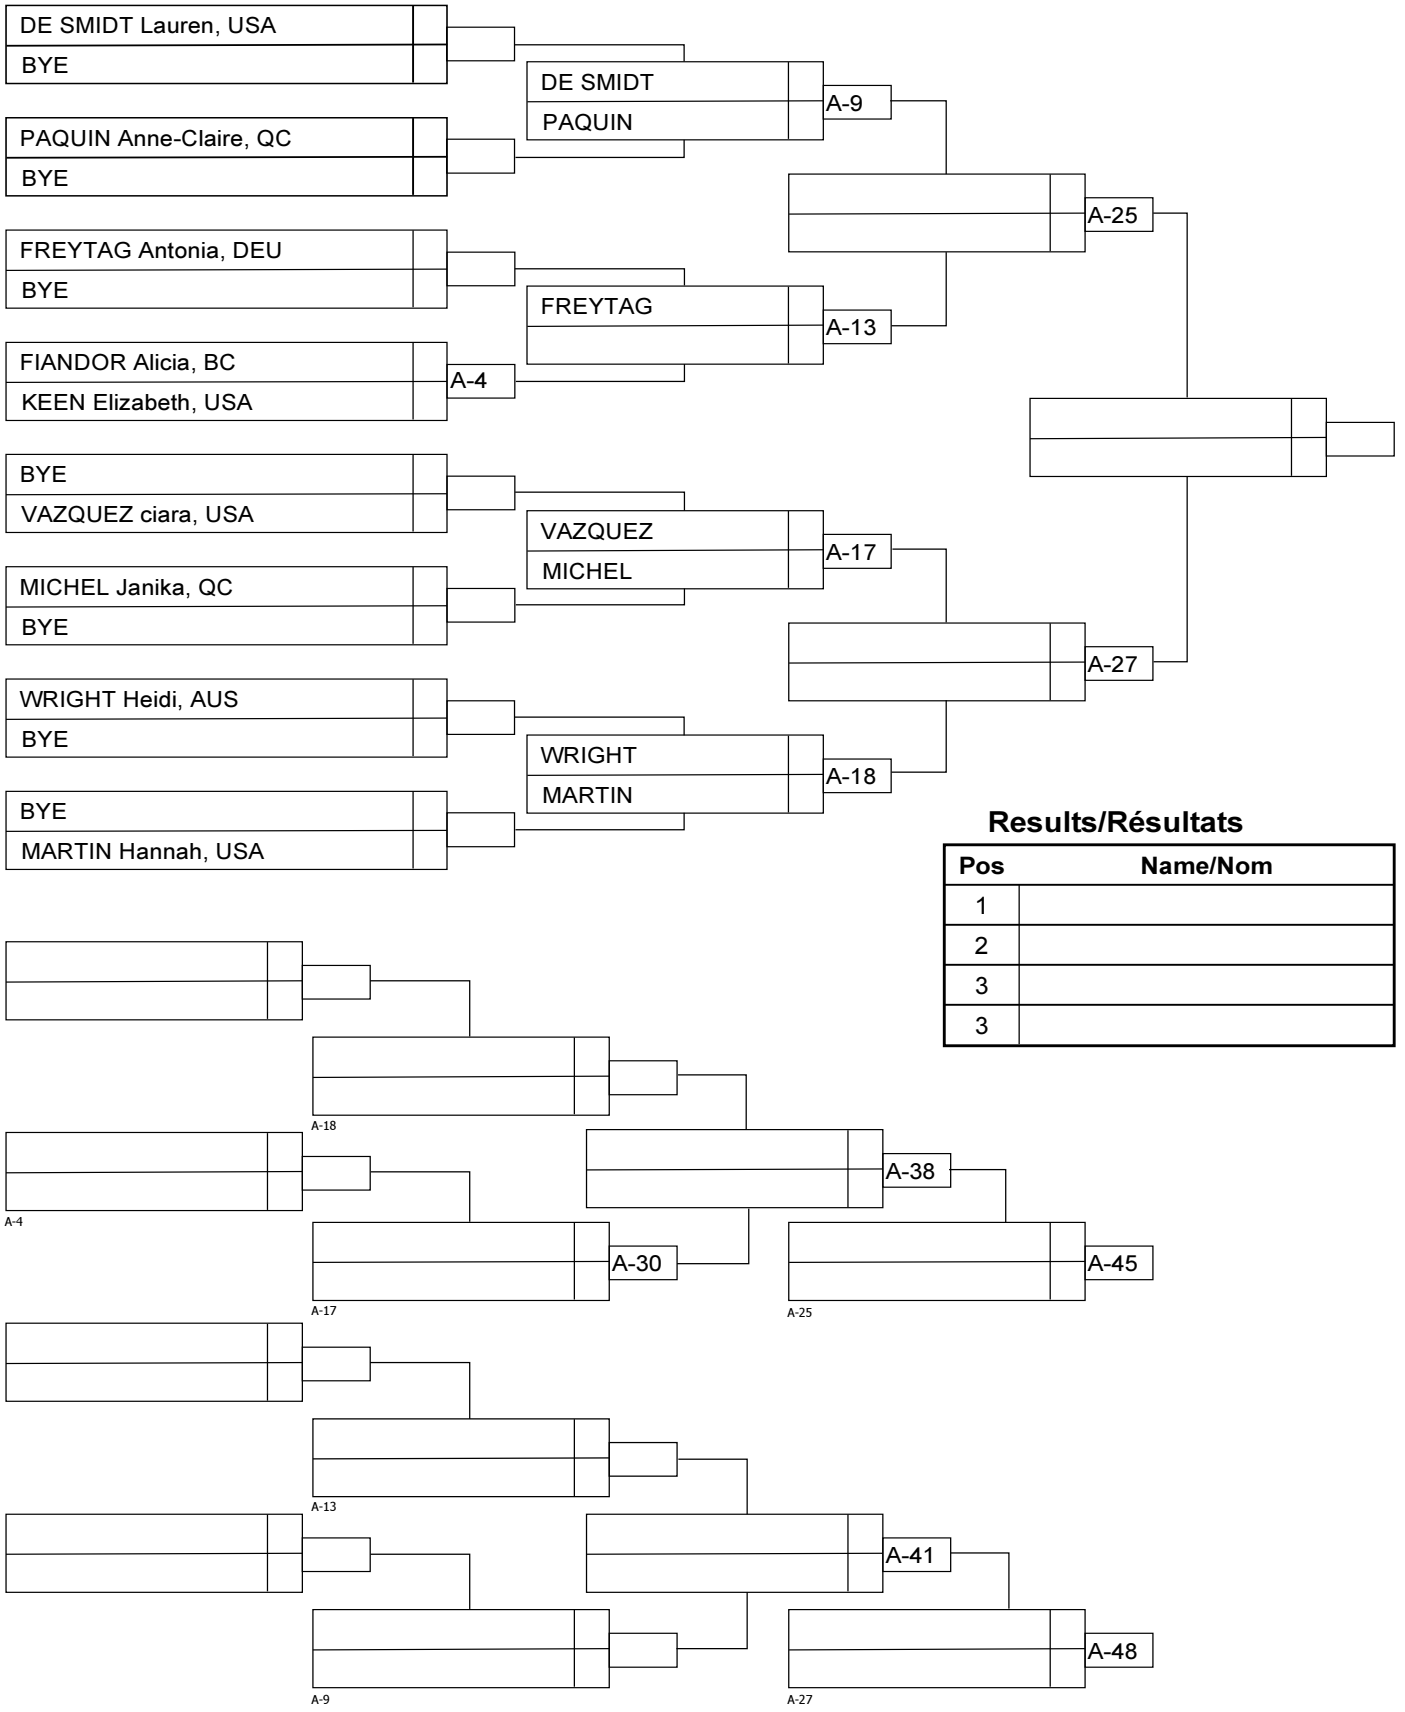 DE SMIDT Lauren, USA
BYE
PAQUIN Anne-Claire, QC
BYE
FREYTAG Antonia, DEU
BYE
FIANDOR Alicia, BC
KEEN Elizabeth, USA
A-4
BYE
VAZQUEZ ciara, USA
MICHEL Janika, QC
BYE
WRIGHT Heidi, AUS
BYE
BYE
MARTIN Hannah, USA
DE SMIDT
PAQUIN
A-9
FREYTAG
A-13
VAZQUEZ
MICHEL
A-17
WRIGHT
MARTIN
A-18
A-25
A-27
Results/Résultats
Pos Name/Nom
1
2
3
3
A-18
A-4
A-38
A-30
A-17
A-45
A-25
A-13
A-41
A-9
A-48
A-27